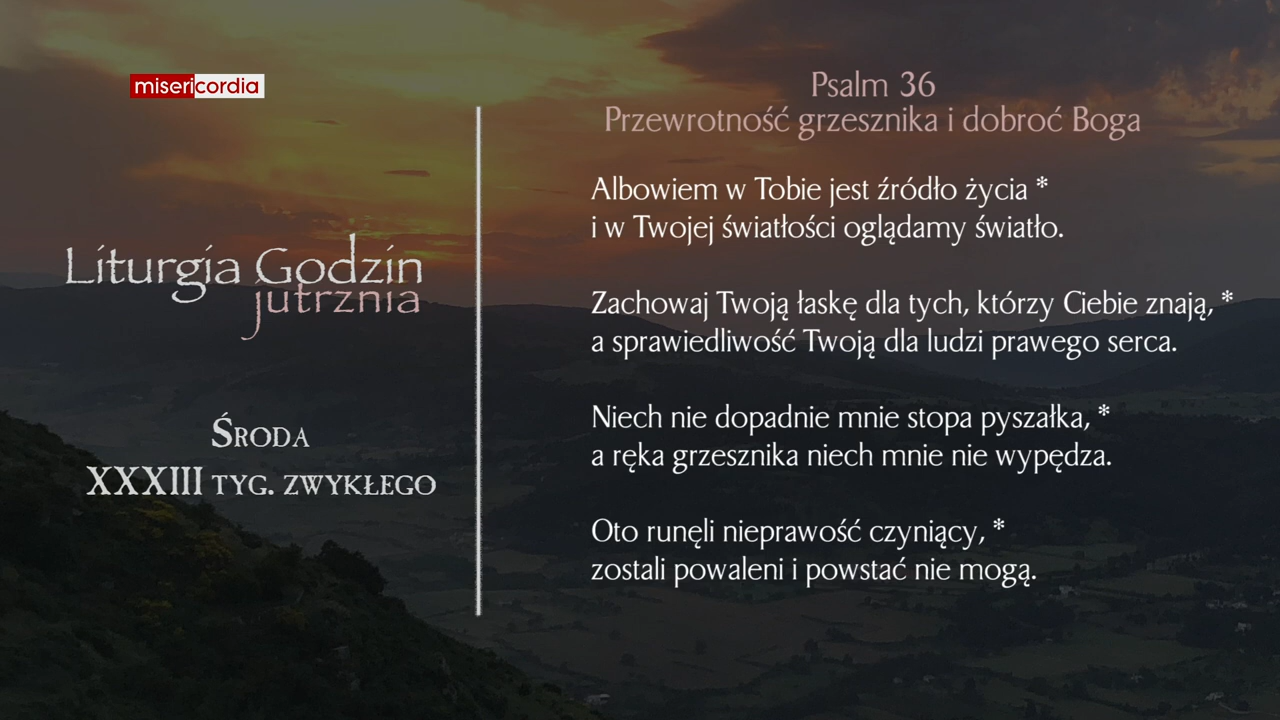 misericordia
Liturgia Godzin
jutrznia
Środa
XXXIII tyg. zwykłego
Psalm 36
Przewrotność grzesznika i dobroć Boga
Albowiem w Tobie jest źródło życia *
i w Twojej światłości oglądamy światło.
Zachowaj Twoją łaskę dla tych, którzy Ciebie znają, *
a sprawiedliwość Twoją dla ludzi prawego serca.
Niech nie dopadnie mnie stopa pyszałka, *
a ręka grzesznika niech mnie nie wypędza.
Oto runęli nieprawość czyniący, *
zostali powaleni i powstać nie mogą.